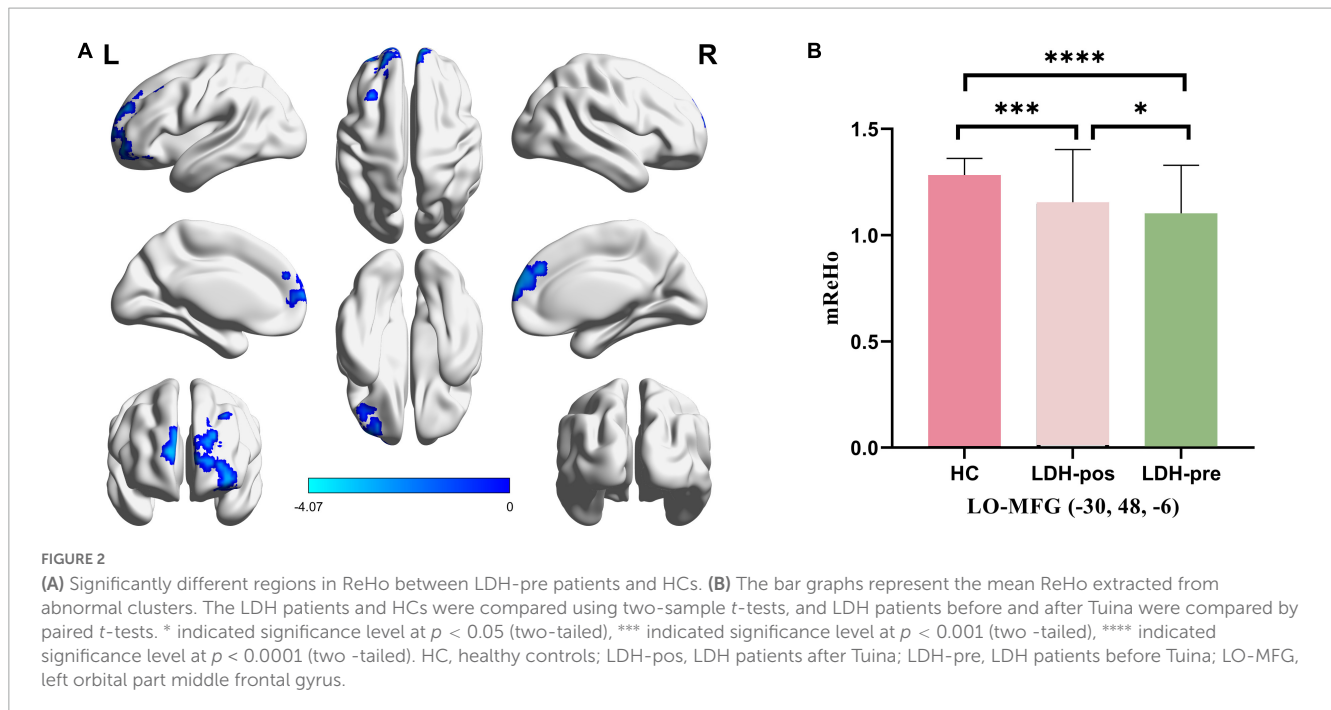 A L
R
-4.07
0
B
****
***
*
1.5
1.0
0.5
0.0
mReHo
HC
LDH-pos
LDH-pre
LO-MFG (-30, 48, -6)
FIGURE 2
(A) Significantly different regions in ReHo between LDH-pre patients and HCs. (B) The bar graphs represent the mean ReHo extracted from
abnormal clusters. The LDH patients and HCs were compared using two-sample t-tests, and LDH patients before and after Tuina were compared by
paired t-tests. * indicated significance level at p < 0.05 (two-tailed), *** indicated significance level at p < 0.001 (two -tailed), **** indicated
significance level at p < 0.0001 (two -tailed). HC, healthy controls; LDH-pos, LDH patients after Tuina; LDH-pre, LDH patients before Tuina; LO-MFG,
left orbital part middle frontal gyrus.